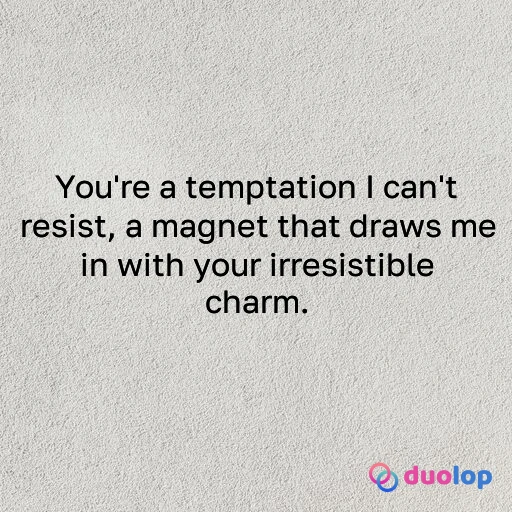 You're a temptation I can't
resist, a magnet that draws me
in with your irresistible
charm.
duolop